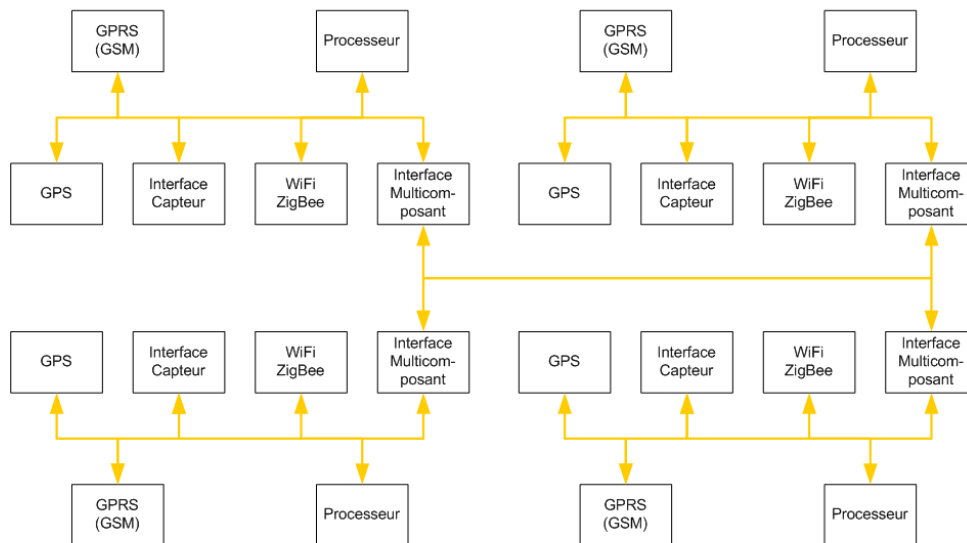 GPRS
(GSM)
Processeur
GPRS
(GSM)
Processeur
GPS
Interface
Capteur
WiFi
ZigBee
Interface
Multicom-
posant
GPS
Interface
Capteur
WiFi
ZigBee
Interface
Multicom-
posant
GPS
Interface
Capteur
WiFi
ZigBee
Interface
Multicom-
posant
GPS
Interface
Capteur
WiFi
ZigBee
Interface
Multicom-
posant
GPRS
(GSM)
Processeur
GPRS
(GSM)
Processeur